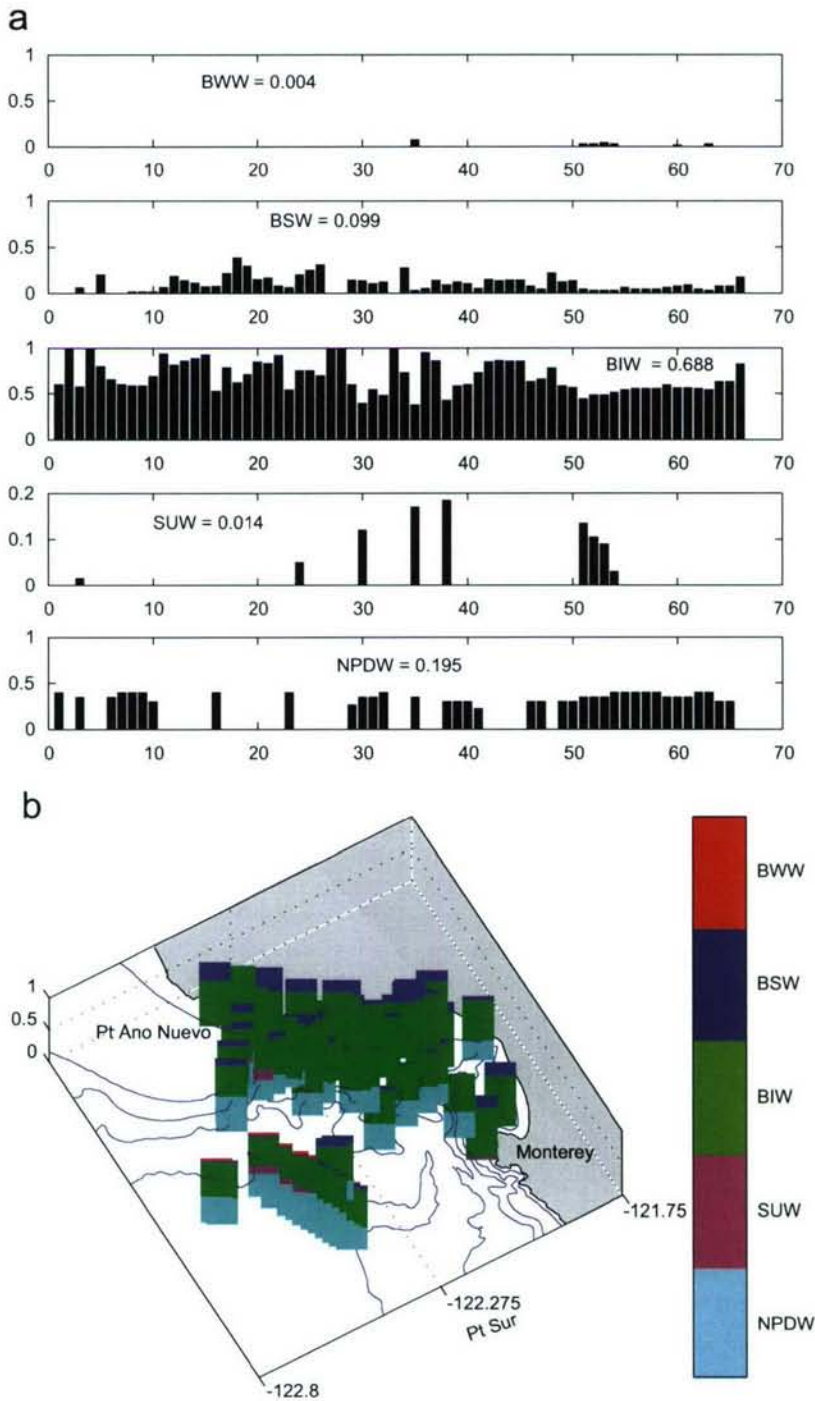 a
1
0.5
0
BWW = 0.004
0 10 20 30 40 50 60 70
1
0.5
0
BSW = 0.099
0 10 20 30 40 50 60 70
1
0.5
0
BIW = 0.688
0 10 20 30 40 50 60 70
0.2
0.1
0
SUW = 0.014
0 10 20 30 40 50 60 70
1
0.5
0
NPDW = 0.195
0 10 20 30 40 50 60 70
b
1
0.5
0
Pt Ano Nuevo
Monterey
-121.75
-122.275
Pt Sur
-122.8
BWW
BSW
BIW
SUW
NPDW